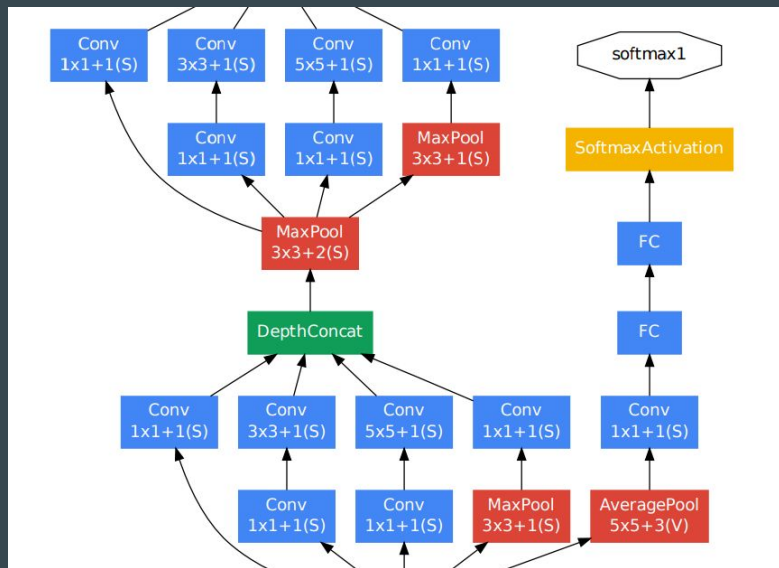 Conv
1x1+1(S)
Conv
3x3+1(S)
Conv
5x5+1(S)
Conv
1x1+1(S)
softmax1
Conv
1x1+1(S)
Conv
1x1+1(S)
MaxPool
3x3+1(S)
SoftmaxActivation
MaxPool
3x3+2(S)
FC
DepthConcat
FC
Conv
1x1+1(S)
Conv
3x3+1(S)
Conv
5x5+1(S)
Conv
1x1+1(S)
Conv
1x1+1(S)
Conv
1x1+1(S)
Conv
1x1+1(S)
MaxPool
3x3+1(S)
AveragePool
5x5+3(V)